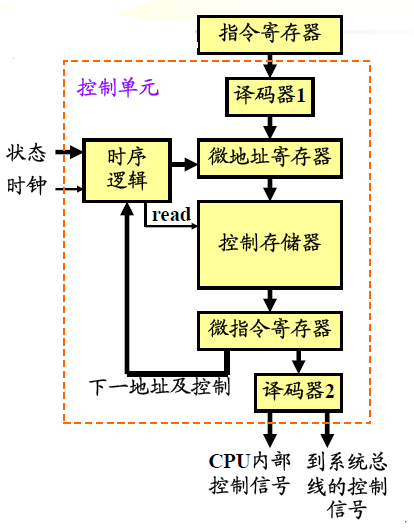 指令寄存器
控制单元
译码器1
状态
时钟
时序
逻辑
微地址寄存器
read
控制存储器
微指令寄存器
下一地址及控制
译码器2
CPU内部
控制信号
到系统总
线的控制
信号